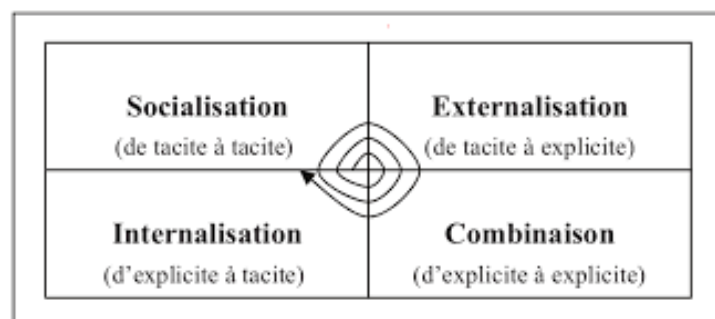 Socialisation
(de tacite à tacite)
Externalisation
(de tacite à explicite)
Internalisation
(d'explicite à tacite)
Combinaison
(d'explicite à explicite)